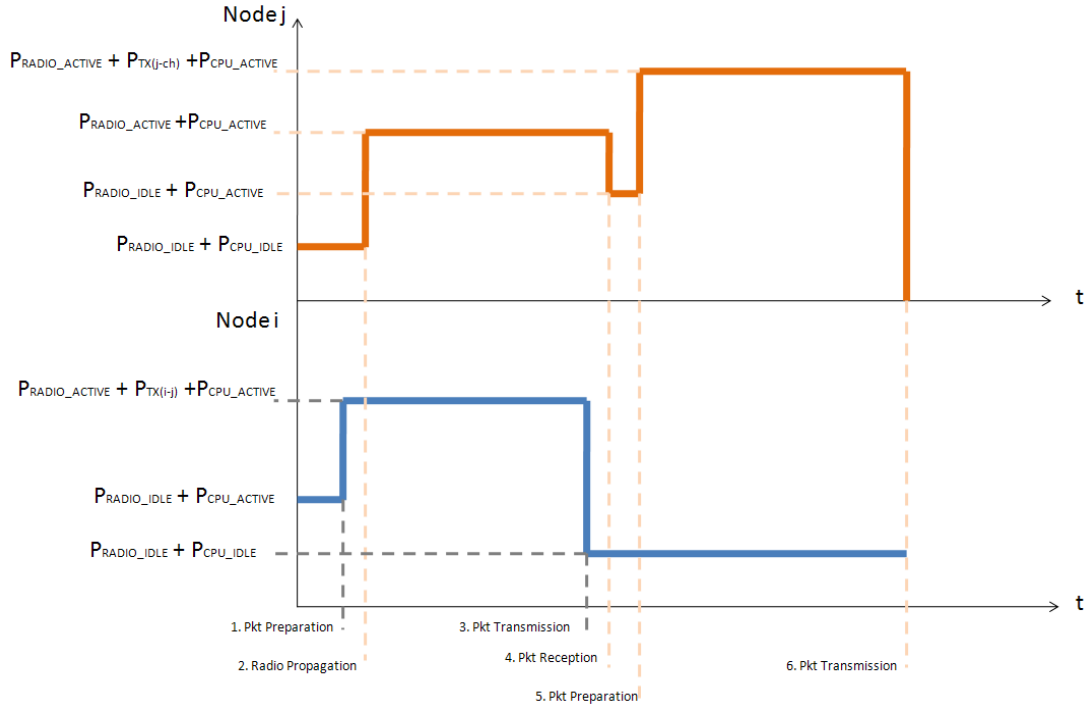 Node j
PRADIO_ACTIVE + PTX(j-ch) +PCPU_ACTIVE
PRADIO_ACTIVE +PCPU_ACTIVE
PRADIO_IDLE + PCPU_ACTIVE
PRADIO_IDLE + PCPU_IDLE
t
Node i
PRADIO_ACTIVE + PTX(i-j) +PCPU_ACTIVE
PRADIO_IDLE + PCPU_ACTIVE
PRADIO_IDLE + PCPU_IDLE
t
1. Pkt Preparation
3. Pkt Transmission
2. Radio Propagation
4. Pkt Reception
6. Pkt Transmission
5. Pkt Preparation